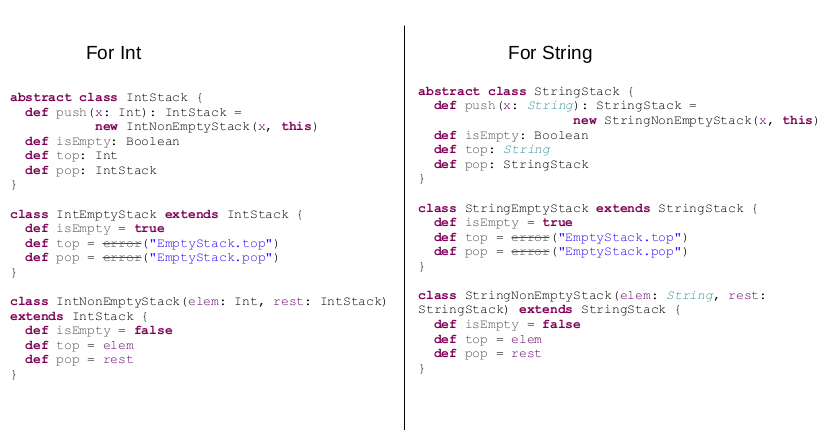 For Int
abstract class IntStack {
def push(x: Int): IntStack =
new IntNonEmptyStack(x, this)
def isEmpty: Boolean
def top: Int
def pop: IntStack
}
class IntEmptyStack extends IntStack {
def isEmpty = true
def top = error("EmptyStack.top")
def pop = error("EmptyStack.pop")
}
class IntNonEmptyStack(elem: Int, rest: IntStack)
extends IntStack {
def isEmpty = false
def top = elem
def pop = rest
}
For String
abstract class StringStack {
def push(x: String): StringStack =
new StringNonEmptyStack(x, this)
def isEmpty: Boolean
def top: String
def pop: StringStack
}
class StringEmptyStack extends StringStack {
def isEmpty = true
def top = error("EmptyStack.top")
def pop = error("EmptyStack.pop")
}
class StringNonEmptyStack(elem: String, rest:
StringStack) extends StringStack {
def isEmpty = false
def top = elem
def pop = rest
}